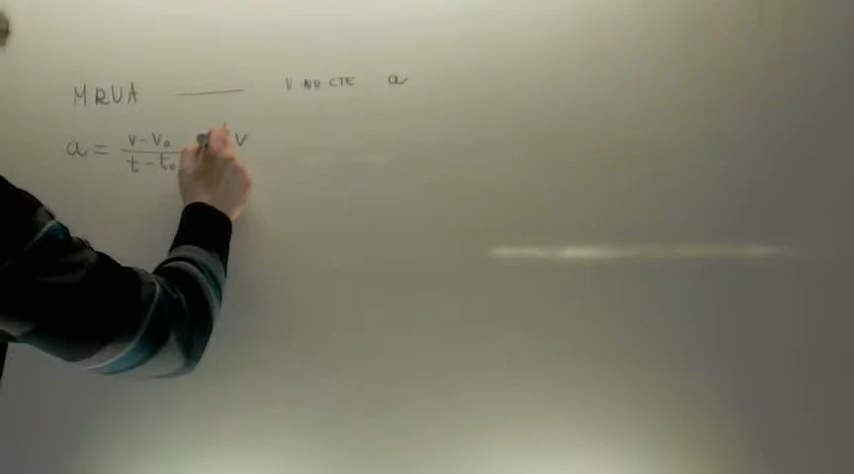 MRUA — V NO CTE a
a = v - v₀ / t - t₀ v